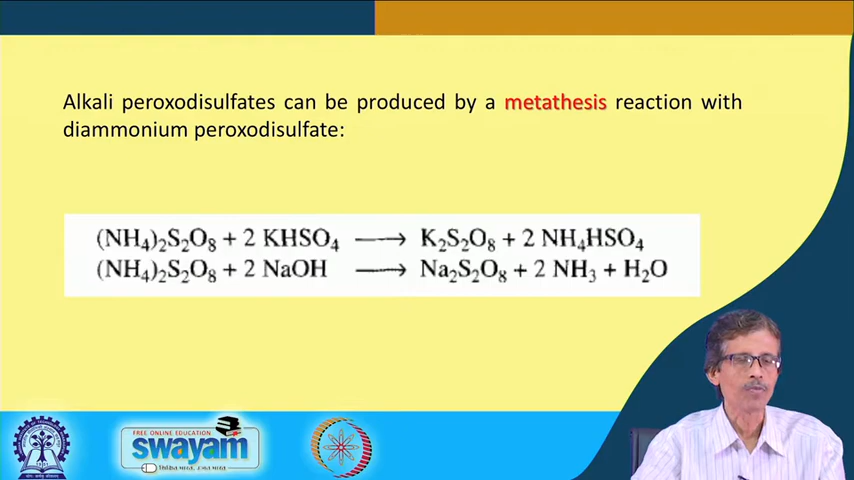 Alkali peroxodisulfates can be produced by a metathesis reaction with
diammonium peroxodisulfate:
(NH₄)₂S₂O₈ + 2 KHSO₄ ⟶ K₂S₂O₈ + 2 NH₄HSO₄
(NH₄)₂S₂O₈ + 2 NaOH ⟶ Na₂S₂O₈ + 2 NH₃ + H₂O
FREE ONLINE EDUCATION
swayam